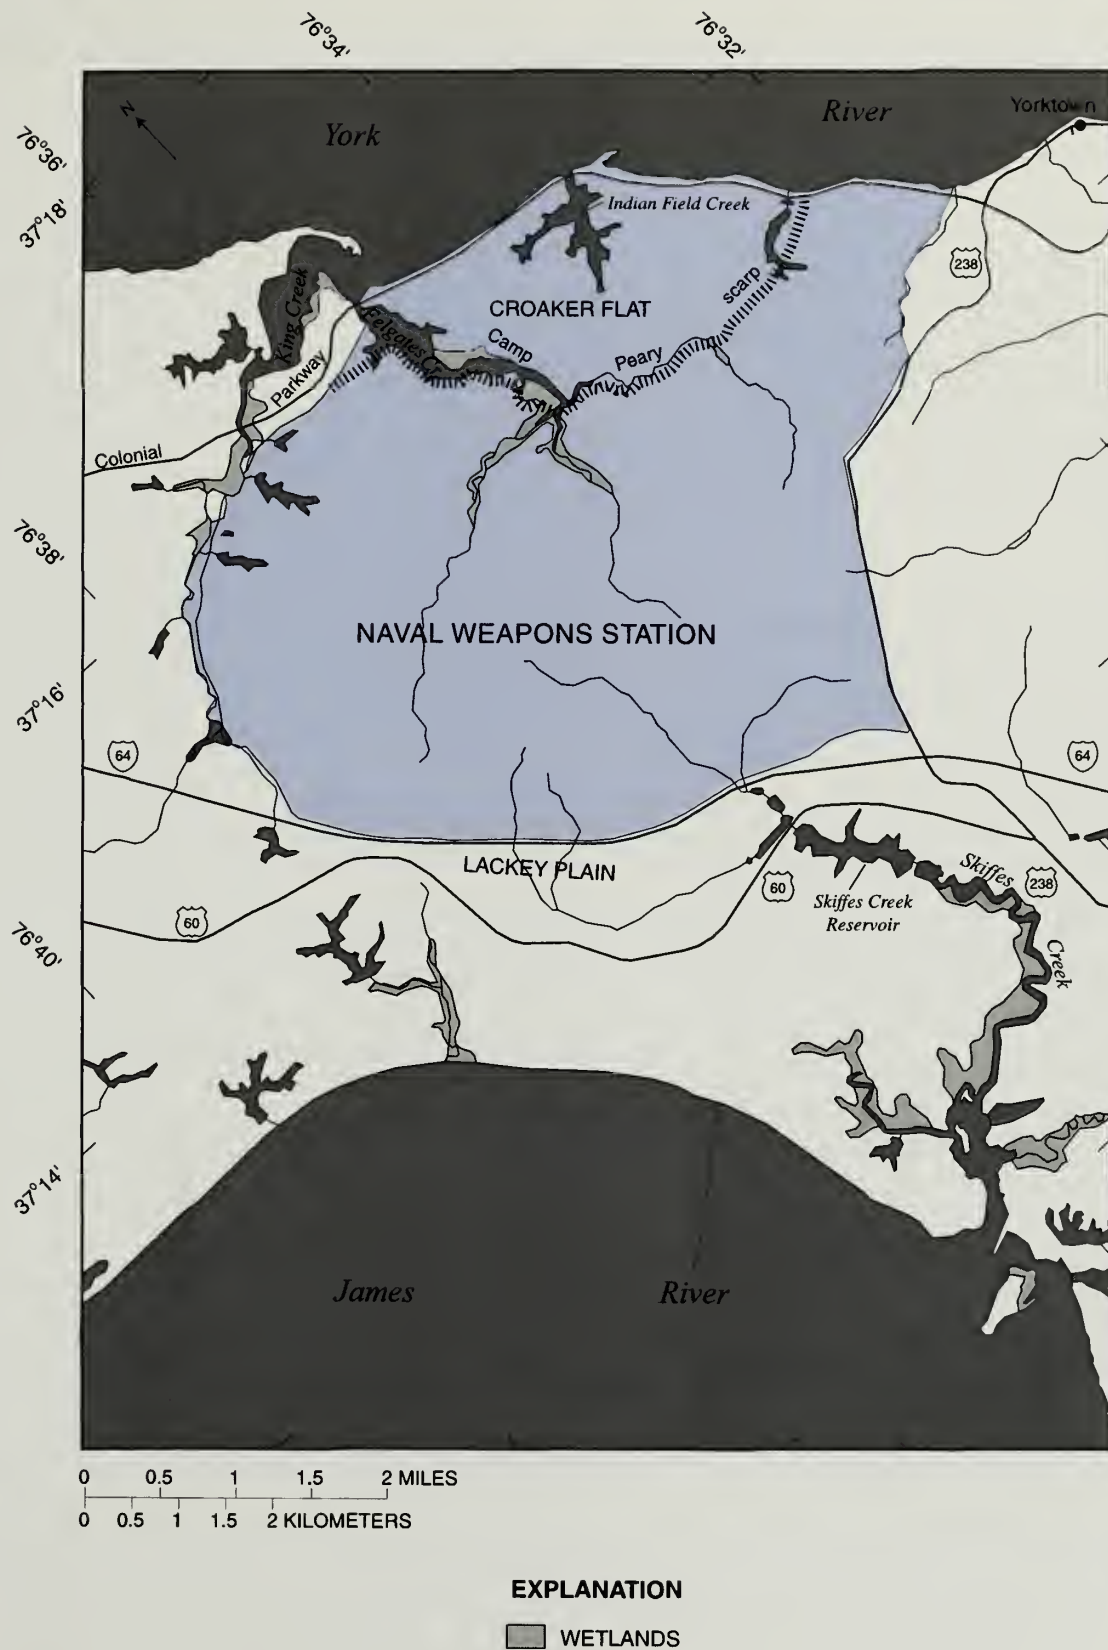 76°34'
76°32'
N
York
River
Yorktown
76°36'
37°18'
Indian Field Creek
238
King Creek
CROAKER FLAT
scarp
Felgates Cr
Camp
Peary
Parkway
Colonial
76°38'
NAVAL WEAPONS STATION
37°16'
64
64
LACKEY PLAIN
60
Skiffes
238
Skiffes Creek
Reservoir
60
Creek
76°40'
37°14'
James
River
0 0.5 1 1.5 2 MILES
0 0.5 1 1.5 2 KILOMETERS
EXPLANATION
WETLANDS